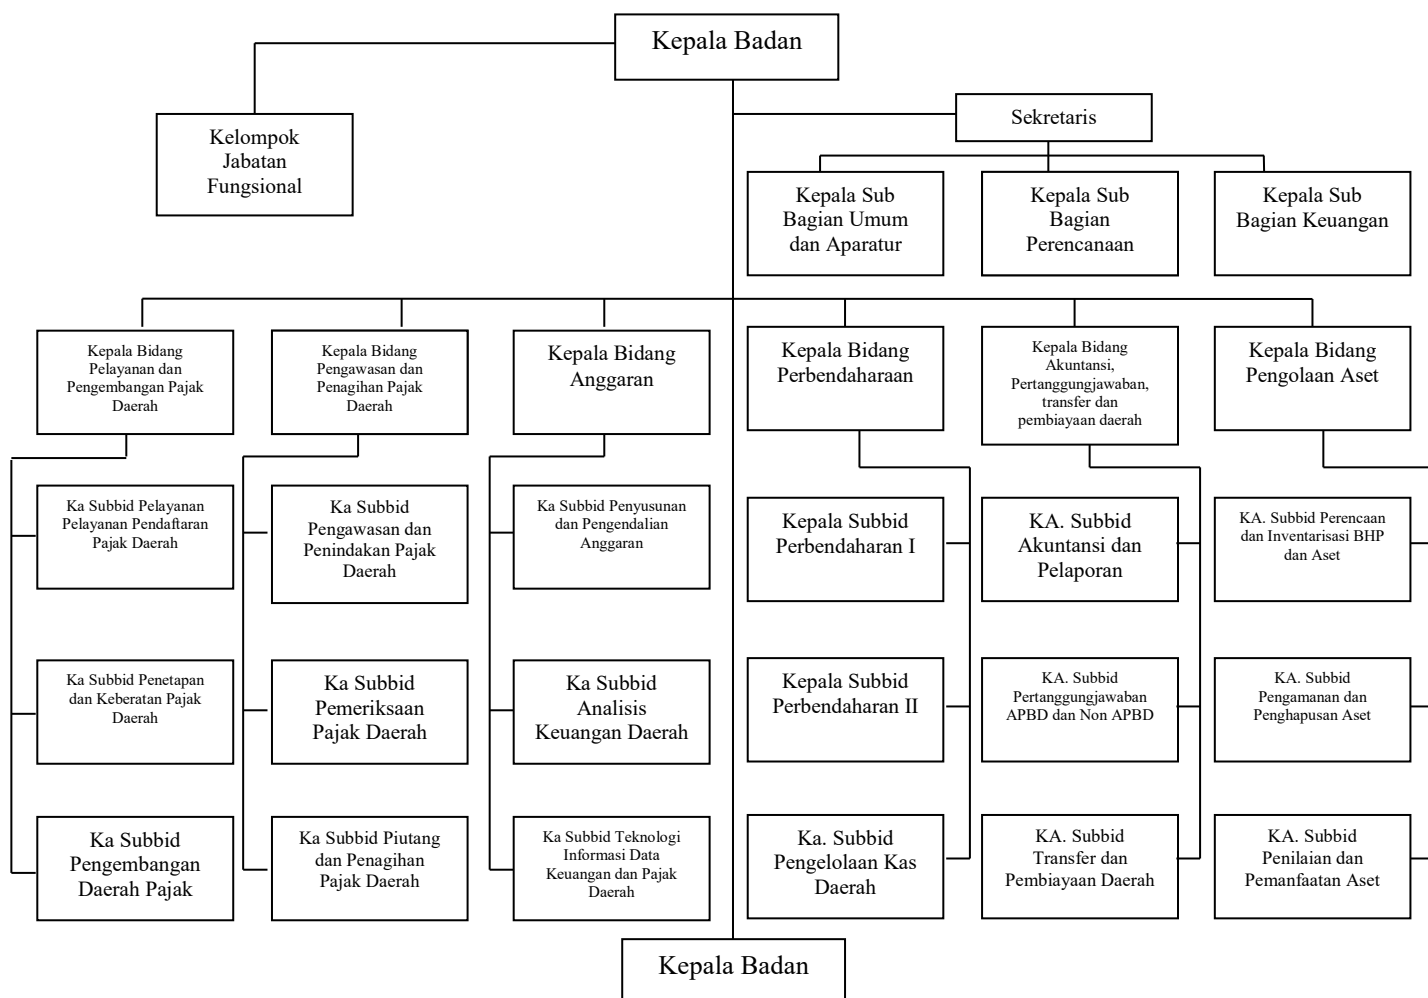 Kepala Badan
Kelompok
Jabatan
Fungsional
Sekretaris
Kepala Sub
Bagian Umum
dan Aparatur
Kepala Sub
Bagian
Perencanaan
Kepala Sub
Bagian Keuangan
Kepala Bidang
Pelayanan dan
Pengembangan Pajak
Daerah
Kepala Bidang
Pengawasan dan
Penagihan Pajak
Daerah
Kepala Bidang
Anggaran
Kepala Bidang
Perbendaharaan
Kepala Bidang
Akuntansi,
Pertanggungjawaban,
transfer dan
pembiayaan daerah
Kepala Bidang
Pengolaan Aset
Ka Subbid Pelayanan
Pelayanan Pendaftaran
Pajak Daerah
Ka Subbid
Pengawasan dan
Penindakan Pajak
Daerah
Ka Subbid Penyusunan
dan Pengendalian
Anggaran
Kepala Subbid
Perbendaharan I
KA. Subbid
Akuntansi dan
Pelaporan
KA. Subbid Perencaan
dan Inventarisasi BHP
dan Aset
Ka Subbid Penetapan
dan Keberatan Pajak
Daerah
Ka Subbid
Pemeriksaan
Pajak Daerah
Ka Subbid
Analisis
Keuangan Daerah
Kepala Subbid
Perbendaharan II
KA. Subbid
Pertanggungjawaban
APBD dan Non APBD
KA. Subbid
Pengamanan dan
Penghapusan Aset
Ka Subbid
Pengembangan
Daerah Pajak
Ka Subbid Piutang
dan Penagihan
Pajak Daerah
Ka Subbid Teknologi
Informasi Data
Keuangan dan Pajak
Daerah
Ka. Subbid
Pengelolaan Kas
Daerah
KA. Subbid
Transfer dan
Pembiayaan Daerah
KA. Subbid
Penilaian dan
Pemanfaatan Aset
Kepala Badan